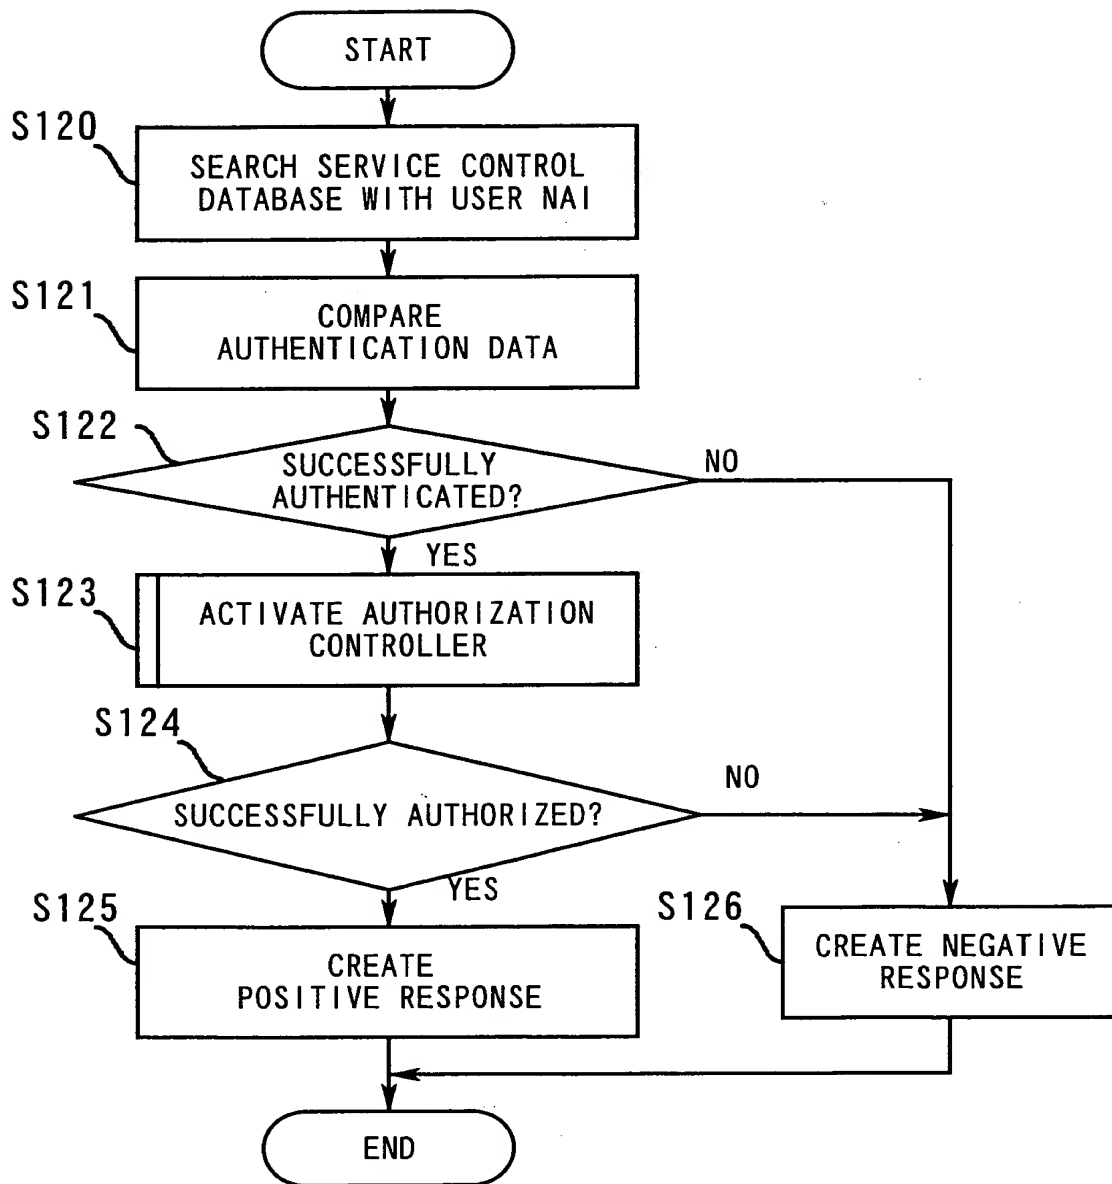 START
S120
SEARCH SERVICE CONTROL
DATABASE WITH USER NAI
S121
COMPARE
AUTHENTICATION DATA
S122
SUCCESSFULLY
AUTHENTICATED?
NO
YES
S123
ACTIVATE AUTHORIZATION
CONTROLLER
S124
SUCCESSFULLY AUTHORIZED?
NO
YES
S125
CREATE
POSITIVE RESPONSE
S126
CREATE NEGATIVE
RESPONSE
END